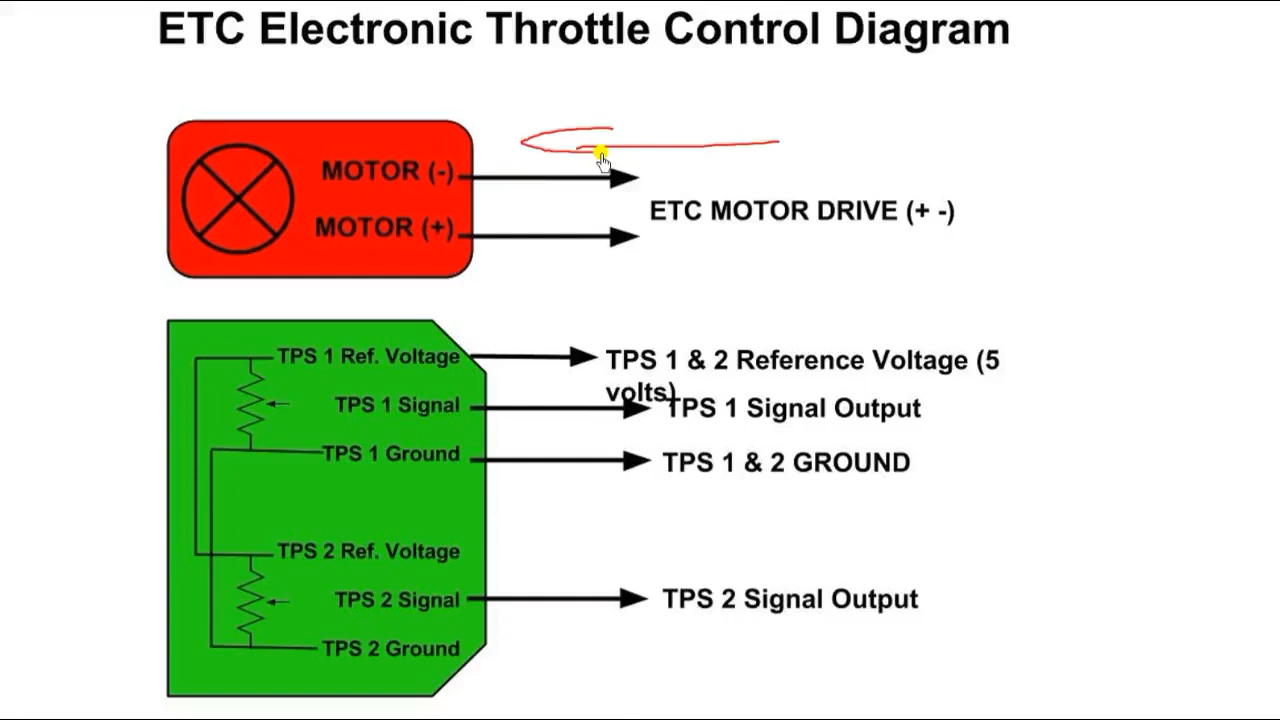 ETC Electronic Throttle Control Diagram
MOTOR (-)
MOTOR (+)
ETC MOTOR DRIVE (+ -)
TPS 1 Ref. Voltage
TPS 1 & 2 Reference Voltage (5
volts)
TPS 1 Signal
TPS 1 Signal Output
TPS 1 Ground
TPS 1 & 2 GROUND
TPS 2 Ref. Voltage
TPS 2 Signal
TPS 2 Signal Output
TPS 2 Ground